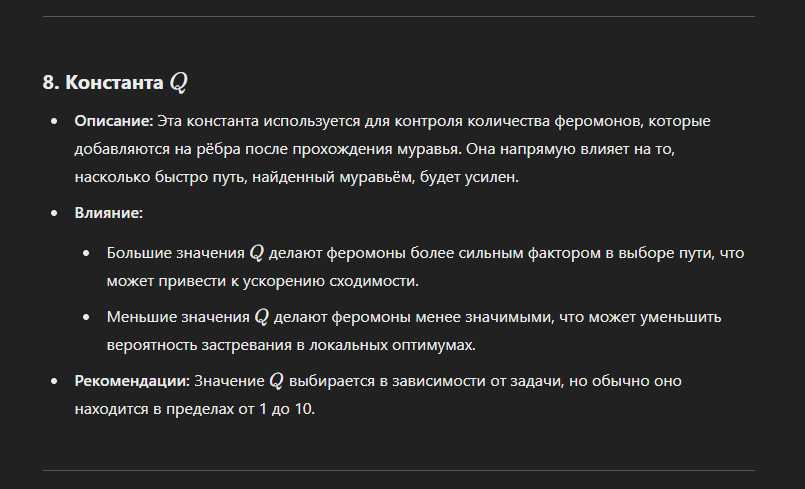 8. Константа Q
• Описание: Эта константа используется для контроля количества феромонов, которые
добавляются на рёбра после прохождения муравья. Она напрямую влияет на то,
насколько быстро путь, найденный муравьём, будет усилен.
• Влияние:
• Большие значения Q делают феромоны более сильным фактором в выборе пути, что
может привести к ускорению сходимости.
• Меньшие значения Q делают феромоны менее значимыми, что может уменьшить
вероятность застревания в локальных оптимумах.
• Рекомендации: Значение Q выбирается в зависимости от задачи, но обычно оно
находится в пределах от 1 до 10.